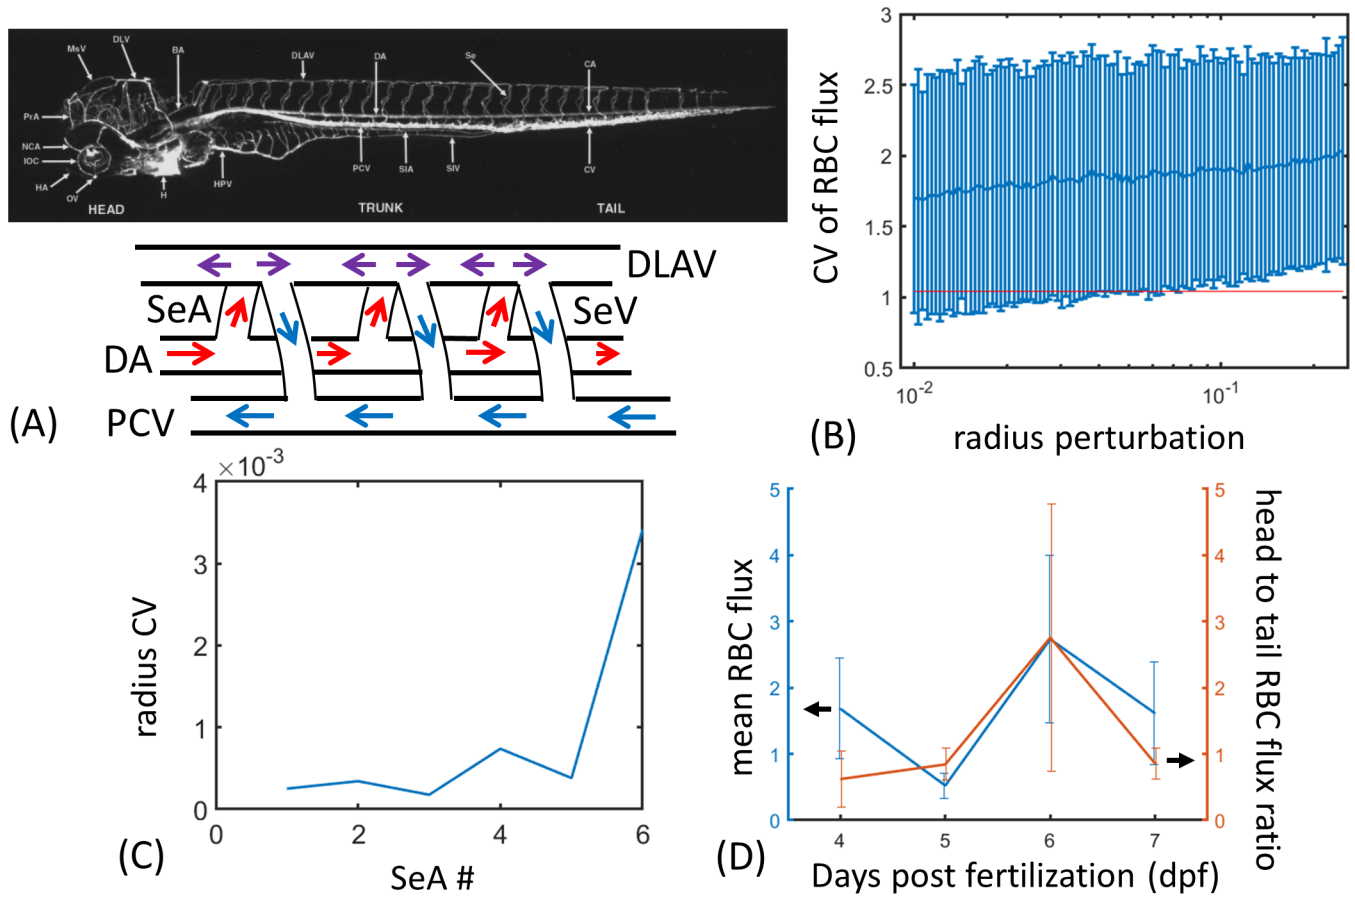 MsV
DLV
BA
DLAV
DA
Se
CA
PrA
NCA
IOC
HA
OV
H
HPV
PCV
SIA
SIV
CV
HEAD
TRUNK
TAIL
DLAV
SeA
SeV
DA
PCV
(A)
3
2.5
2
1.5
1
0.5
CV of RBC flux
10-2
10-1
radius perturbation
(B)
×10-3
4
3
2
1
0
radius CV
0
2
4
6
SeA #
(C)
5
4
3
2
1
0
mean RBC flux
5
4
3
2
1
0
head to tail RBC flux ratio
4
5
6
7
Days post fertilization (dpf)
(D)